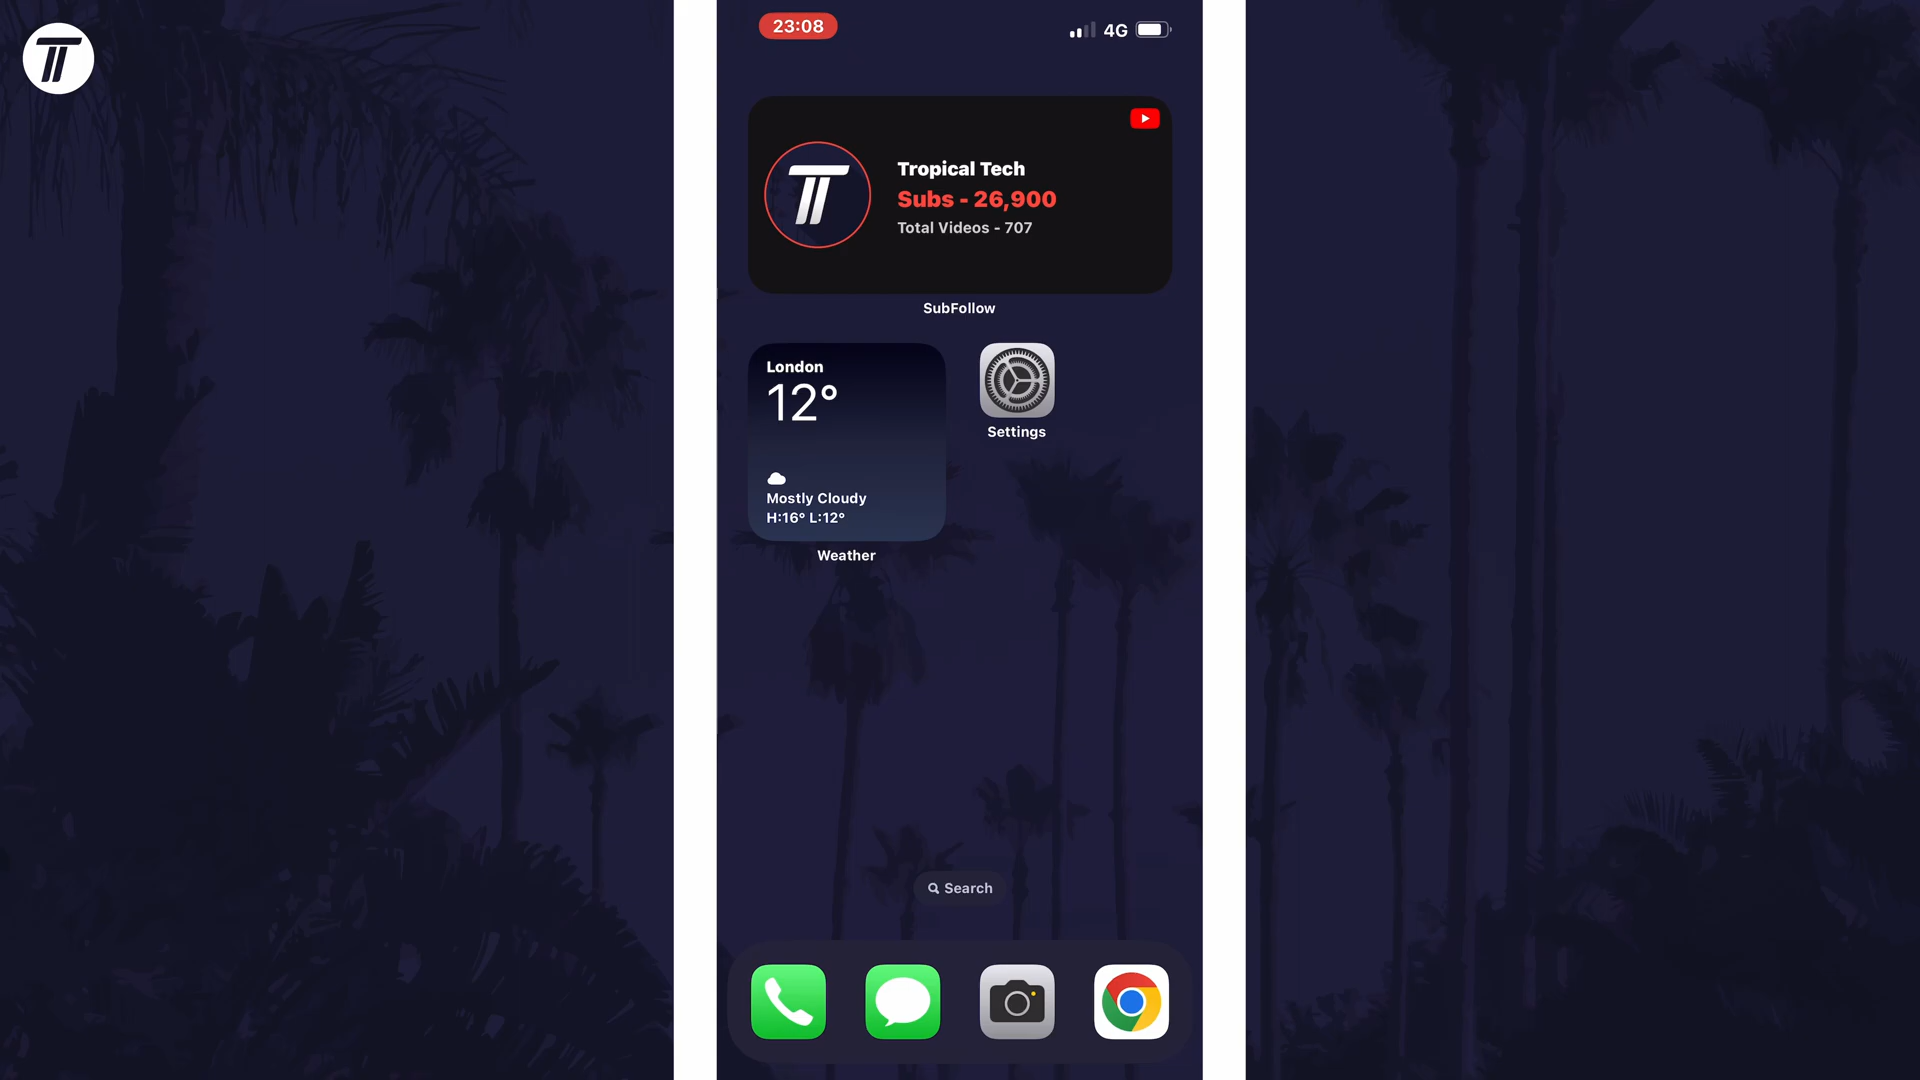 23:08
4G
Tropical Tech
Subs - 26,900
Total Videos - 707
SubFollow
London
12°
Mostly Cloudy
H:16° L:12°
Weather
Settings
Search